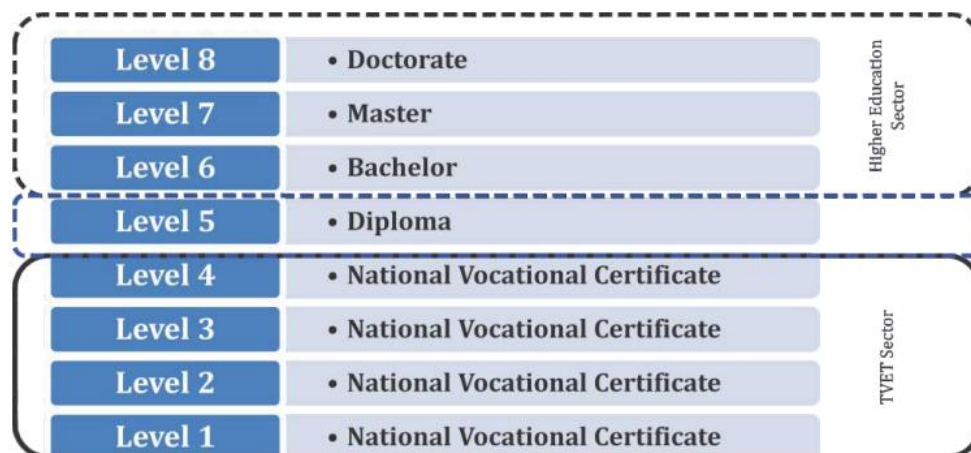 Level 8 • Doctorate
Level 7 • Master
Level 6 • Bachelor
Higher Education
Sector
Level 5 • Diploma
Level 4 • National Vocational Certificate
Level 3 • National Vocational Certificate
Level 2 • National Vocational Certificate
Level 1 • National Vocational Certificate
TVET Sector